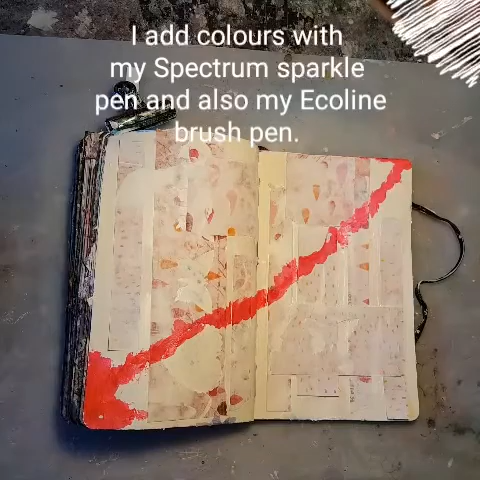 I add colours with
my Spectrum sparkle
pen and also my Ecoline
brush pen.